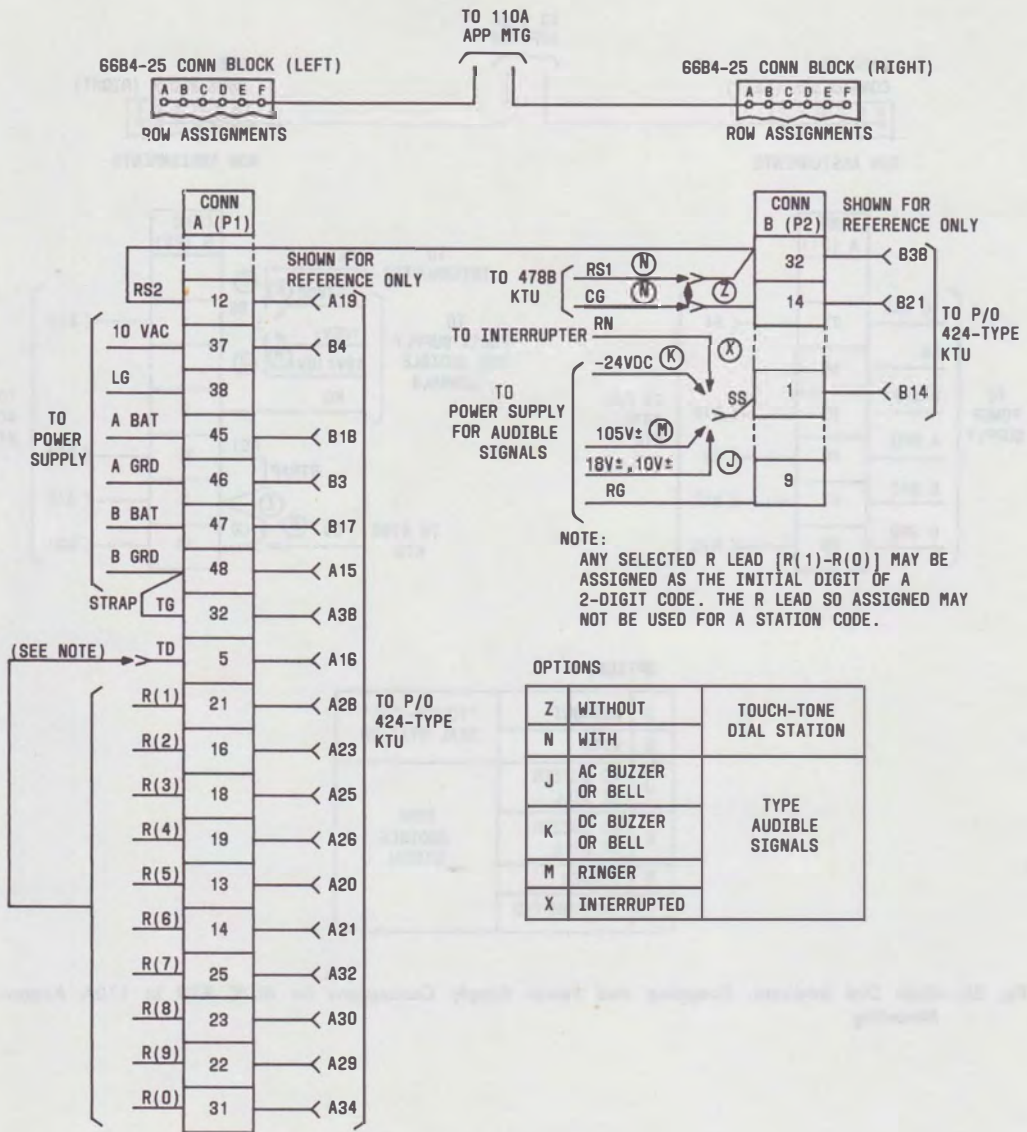 TO 110A
APP MTG
66B4-25 CONN BLOCK (LEFT)
A B C D E F
ROW ASSIGNMENTS
66B4-25 CONN BLOCK (RIGHT)
A B C D E F
ROW ASSIGNMENTS
CONN
A (P1)
SHOWN FOR
REFERENCE ONLY
RS2 12 A19
10 VAC 37 B4
LG 38
A BAT 45 B18
A GRD 46 B3
B BAT 47 B17
B GRD 48 A15
STRAP TG 32 A38
(SEE NOTE) TD 5 A16
R(1) 21 A28
R(2) 16 A23
R(3) 18 A25
R(4) 19 A26
R(5) 13 A20
R(6) 14 A21
R(7) 25 A32
R(8) 23 A30
R(9) 22 A29
R(0) 31 A34
TO
POWER
SUPPLY
TO P/O
424-TYPE
KTU
CONN
B (P2)
SHOWN FOR
REFERENCE ONLY
TO 478B
KTU
RS1 N
CG N
Z
32 B38
14 B21
TO INTERRUPTER
RN
X
-24VDC K
SS
1 B14
TO
POWER SUPPLY
FOR AUDIBLE
SIGNALS
105V± M
18V±,10V±
J
RG
9
TO P/O
424-TYPE
KTU
NOTE:
ANY SELECTED R LEAD [R(1)-R(0)] MAY BE
ASSIGNED AS THE INITIAL DIGIT OF A
2-DIGIT CODE. THE R LEAD SO ASSIGNED MAY
NOT BE USED FOR A STATION CODE.
OPTIONS
Z WITHOUT
N WITH
TOUCH-TONE
DIAL STATION
J AC BUZZER
OR BELL
K DC BUZZER
OR BELL
M RINGER
X INTERRUPTED
TYPE
AUDIBLE
SIGNALS